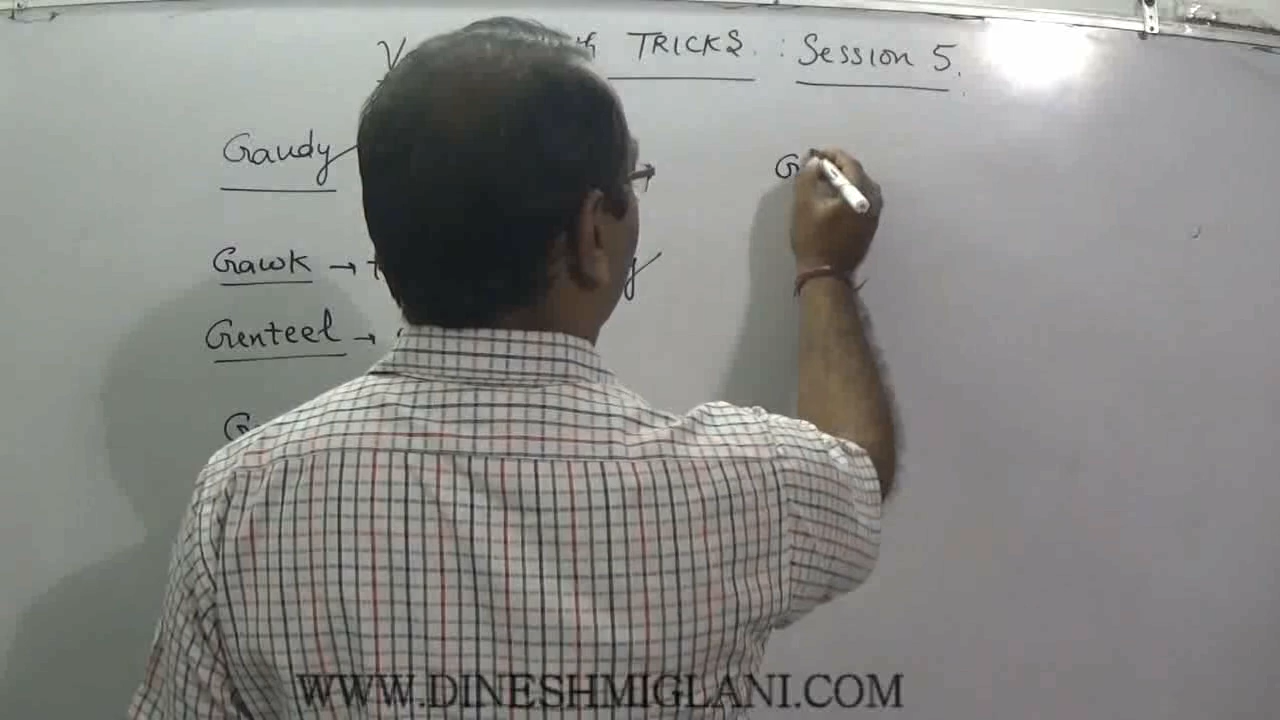 TRICKS : Session 5.
Gaudy
Gawk →
Genteel →
WWW.DINESHMIGLANI.COM